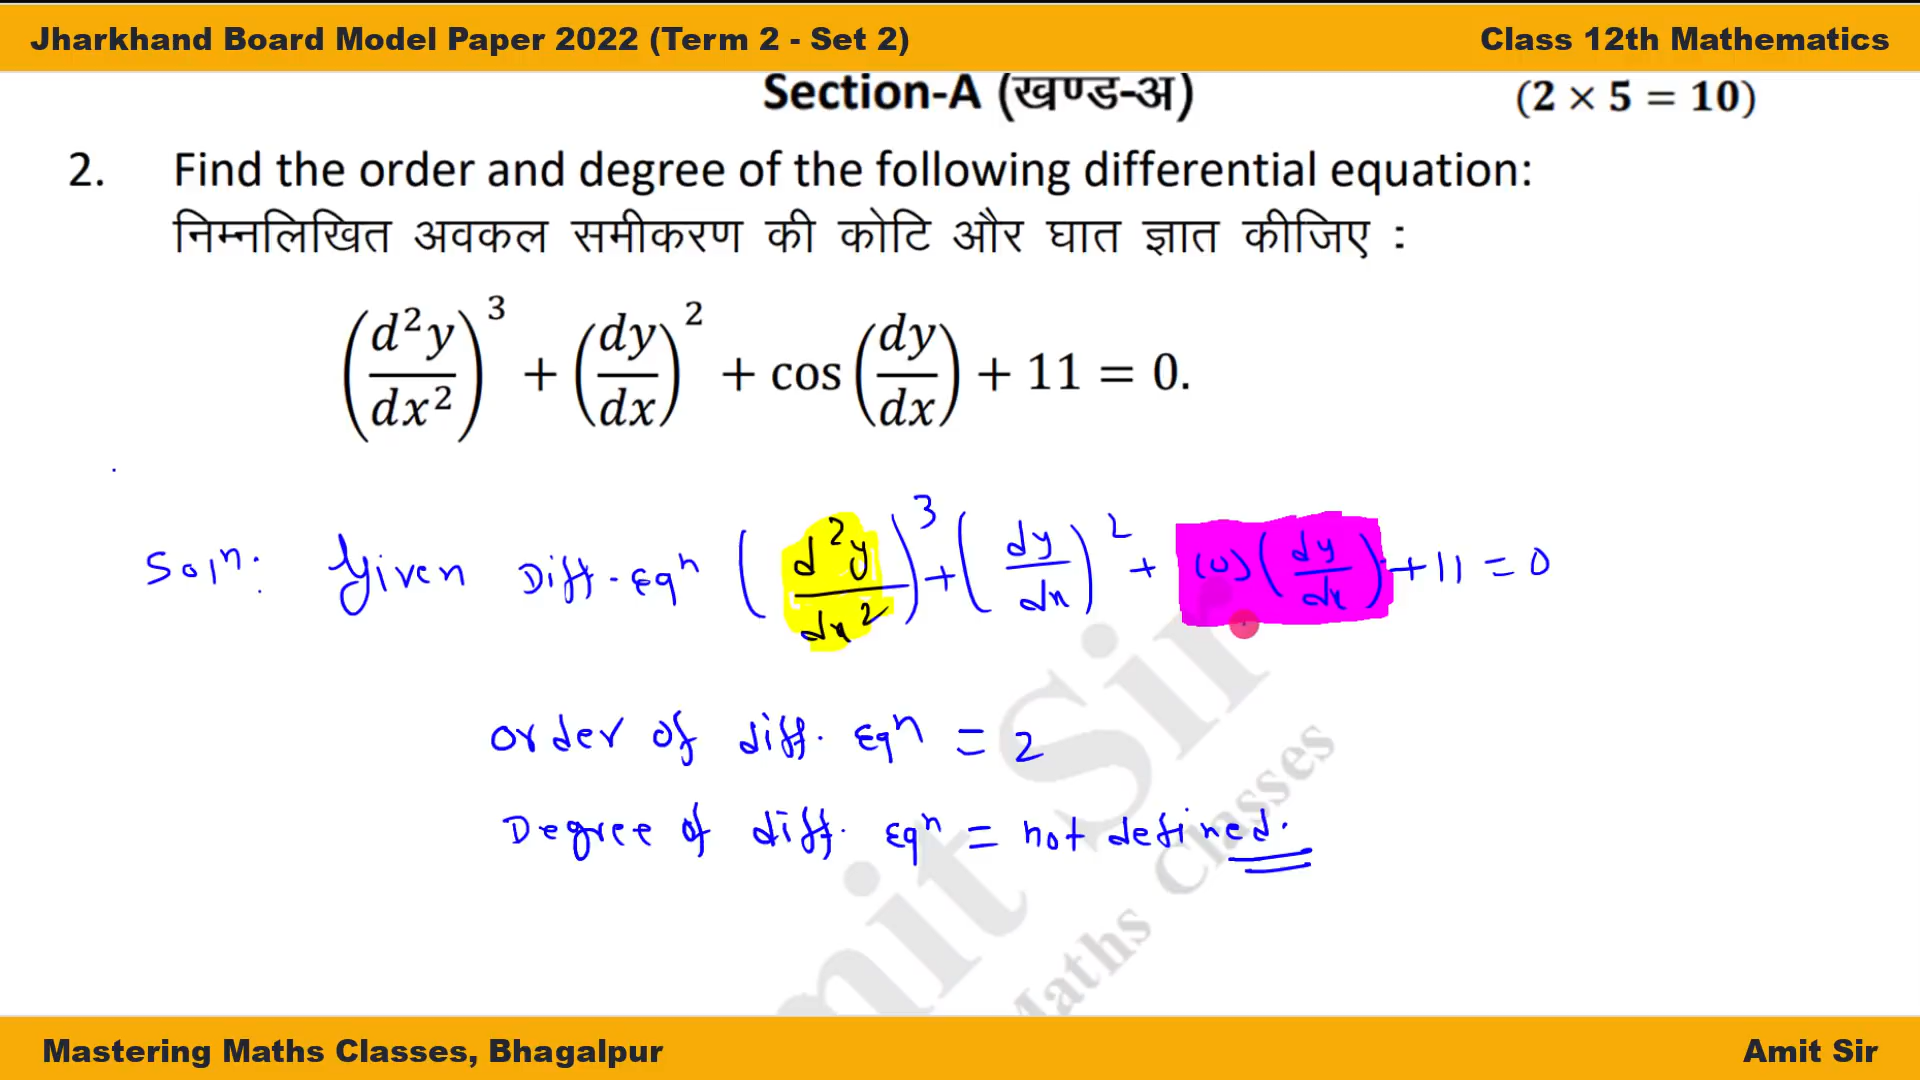 Jharkhand Board Model Paper 2022 (Term 2 - Set 2) Class 12th Mathematics
Section-A (खण्ड-अ) (2 × 5 = 10)
2. Find the order and degree of the following differential equation:
निम्नलिखित अवकल समीकरण की कोटि और घात ज्ञात कीजिए :
(d²y/dx²)³ + (dy/dx)² + cos(dy/dx) + 11 = 0.
Solⁿ: Given Diff. Eqⁿ (d²y/dx²)³ + (dy/dx)² + cos(dy/dx) + 11 = 0
order of diff. Eqⁿ = 2
Degree of diff. Eqⁿ = not defined.
mit Sir
Maths Classes
Mastering Maths Classes, Bhagalpur Amit Sir